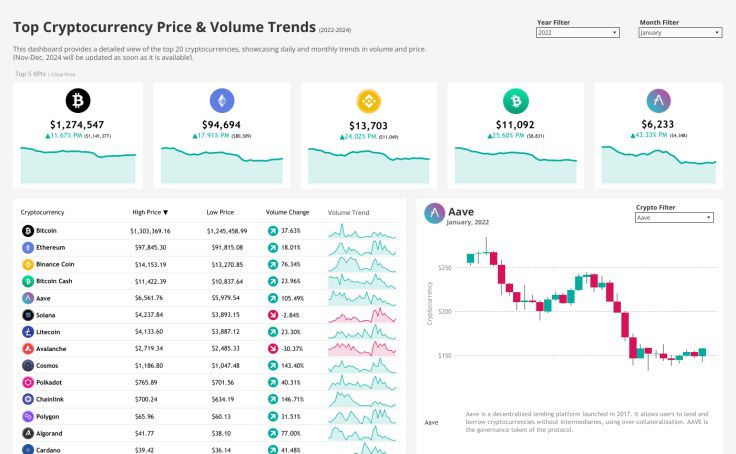 Top Cryptocurrency Price & Volume Trends (2022-2024)
Year Filter
Month Filter
2022
January
This dashboard provides a detailed view of the top 20 cryptocurrencies, showcasing daily and monthly trends in volume and price.
[Nov-Dec, 2024 will be updated as soon as it is available].
Top 5 KPIs | Close Price
$1,274,547
▲11.67% PM ($1,141,377)
$94,694
▲17.91% PM ($80,309)
$13,703
▲24.02% PM ($11,049)
$11,092
▲25.60% PM ($8,831)
$6,233
▲43.33% PM ($4,348)
Cryptocurrency High Price ▼ Low Price Volume Change Volume Trend
Bitcoin $1,303,369.16 $1,245,458.99 37.63%
Ethereum $97,845.30 $91,815.08 18.01%
Binance Coin $14,153.19 $13,270.85 76.34%
Bitcoin Cash $11,422.39 $10,837.64 23.96%
Aave $6,561.76 $5,979.54 105.49%
Solana $4,237.84 $3,893.15 -2.84%
Litecoin $4,133.60 $3,887.12 23.30%
Avalanche $2,719.34 $2,485.33 -30.37%
Cosmos $1,186.80 $1,047.48 143.40%
Polkadot $765.89 $701.56 40.31%
Chainlink $700.24 $634.19 146.71%
Polygon $65.96 $60.13 31.51%
Algorand $41.77 $38.10 77.00%
Cardano $39.42 $36.14 41.48%
Aave
January, 2022
Crypto Filter
Aave
Cryptocurrency
$250
$200
$150
Aave
Aave is a decentralized lending platform launched in 2017. It allows users to lend and
borrow cryptocurrencies without intermediaries, using over-collateralization. AAVE is
the governance token of the protocol.